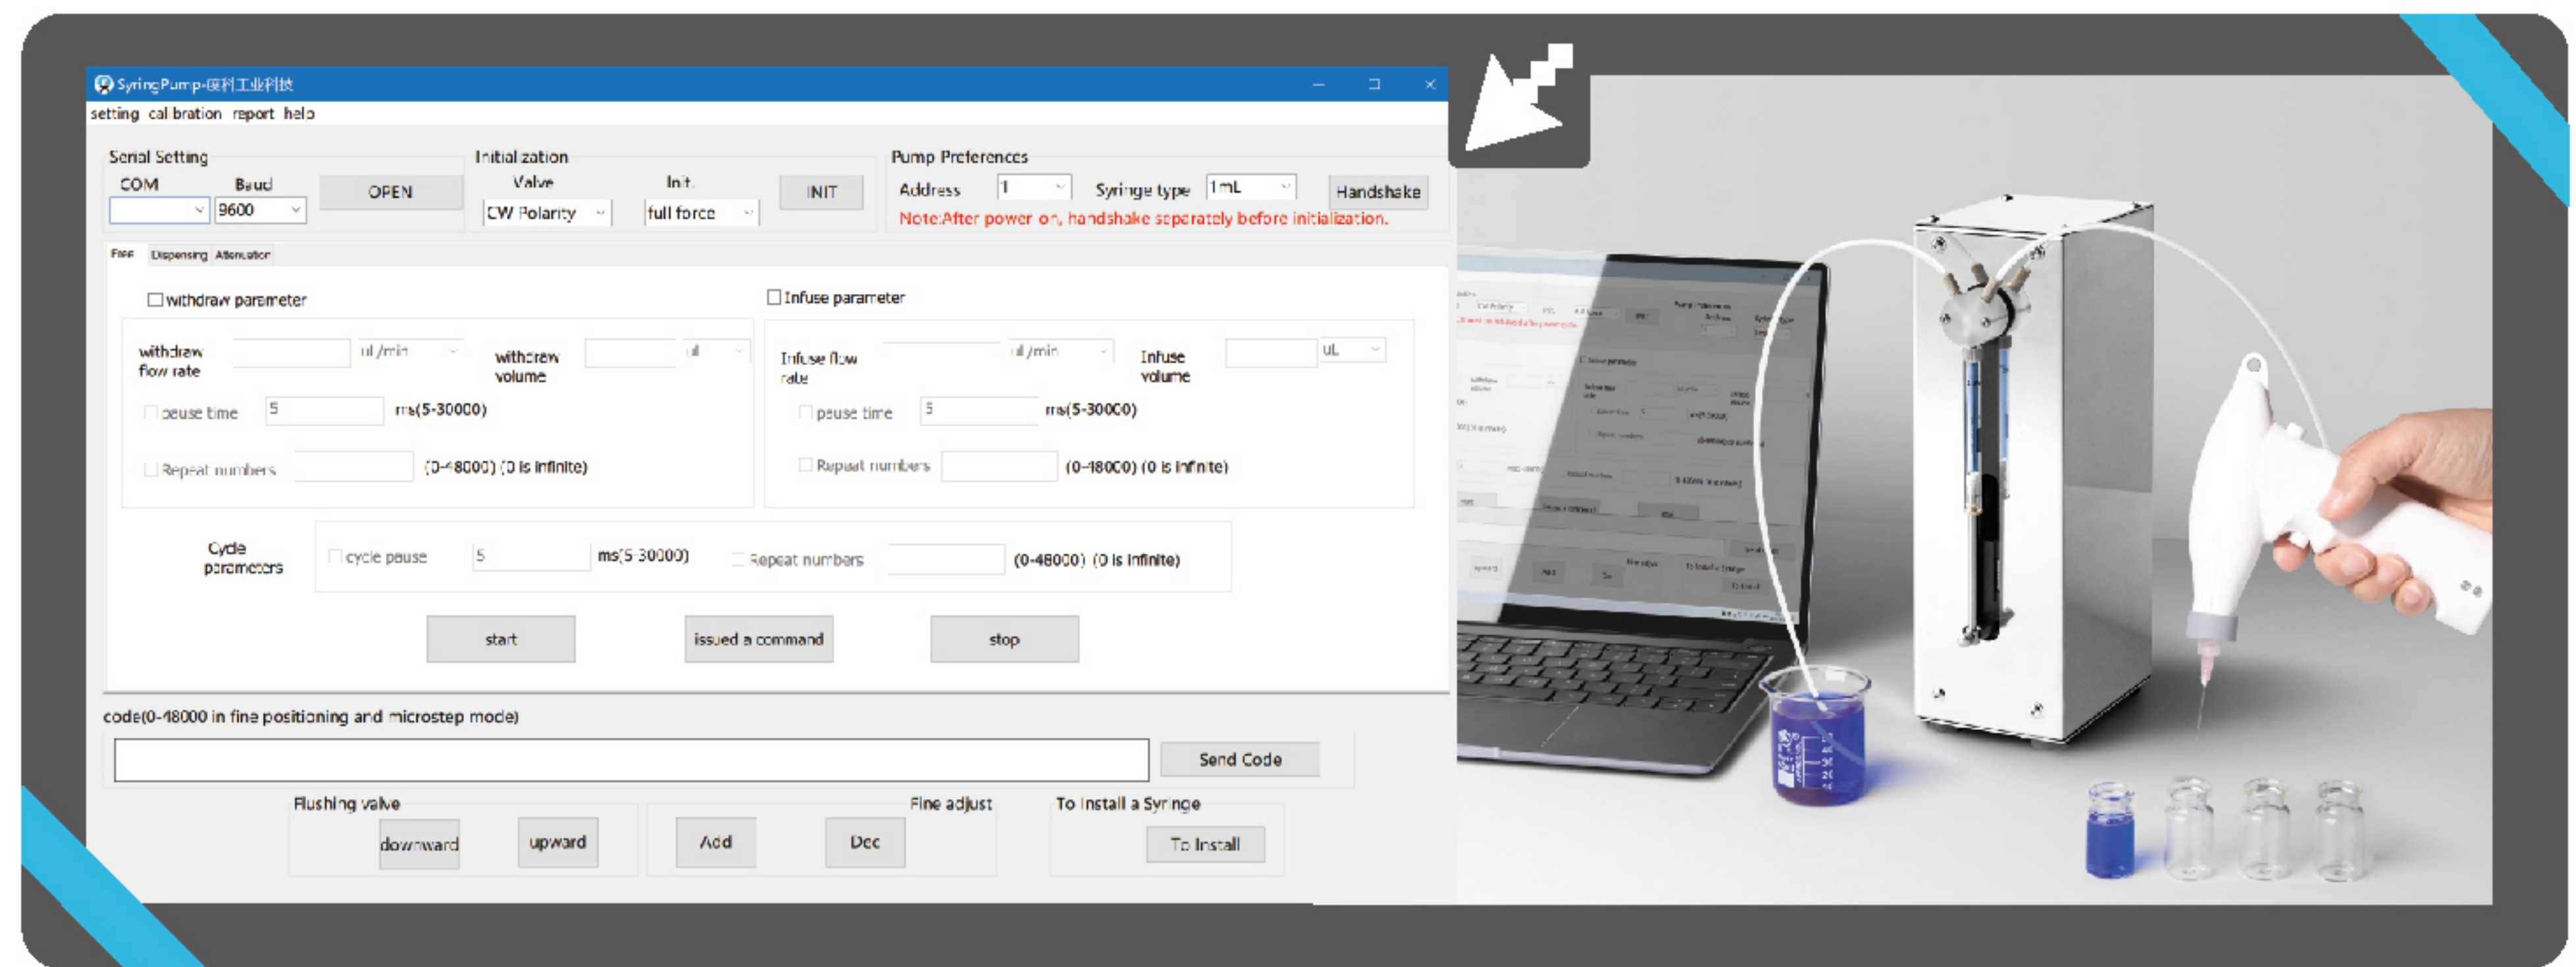 SyringPump-度科工业科技
setting calibration report help
Serial Setting
COM Baud
9600
OPEN
Initialization
Valve Init.
CW Polarity full force
INIT
Pump Preferences
Address 1 Syringe type 1mL Handshake
Note:After power on, handshake separately before initialization.
Free Dispensing Attenuation
withdraw parameter
withdraw flow rate ul/min withdraw volume ul
pause time 5 ms(5-30000)
Repeat numbers (0-48000) (0 is infinite)
Infuse parameter
Infuse flow rate ul/min Infuse volume uL
pause time 5 ms(5-30000)
Repeat numbers (0-48000) (0 is infinite)
Cycle parameters cycle pause 5 ms(5-30000) Repeat numbers (0-48000) (0 is infinite)
start issued a command stop
code(0-48000 in fine positioning and microstep mode)
Send Code
Flushing valve
downward upward
Fine adjust
Add Dec
To Install a Syringe
To Install